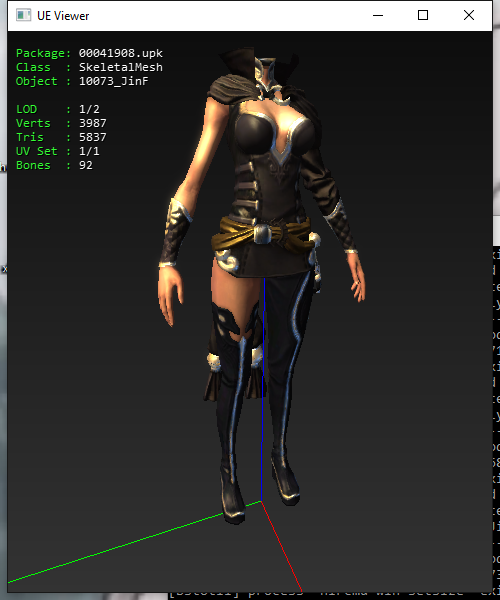 UE Viewer
Package: 00041908.upk
Class : SkeletalMesh
Object : 10073_JinF
LOD : 1/2
Verts : 3987
Tris : 5837
UV Set : 1/1
Bones : 92